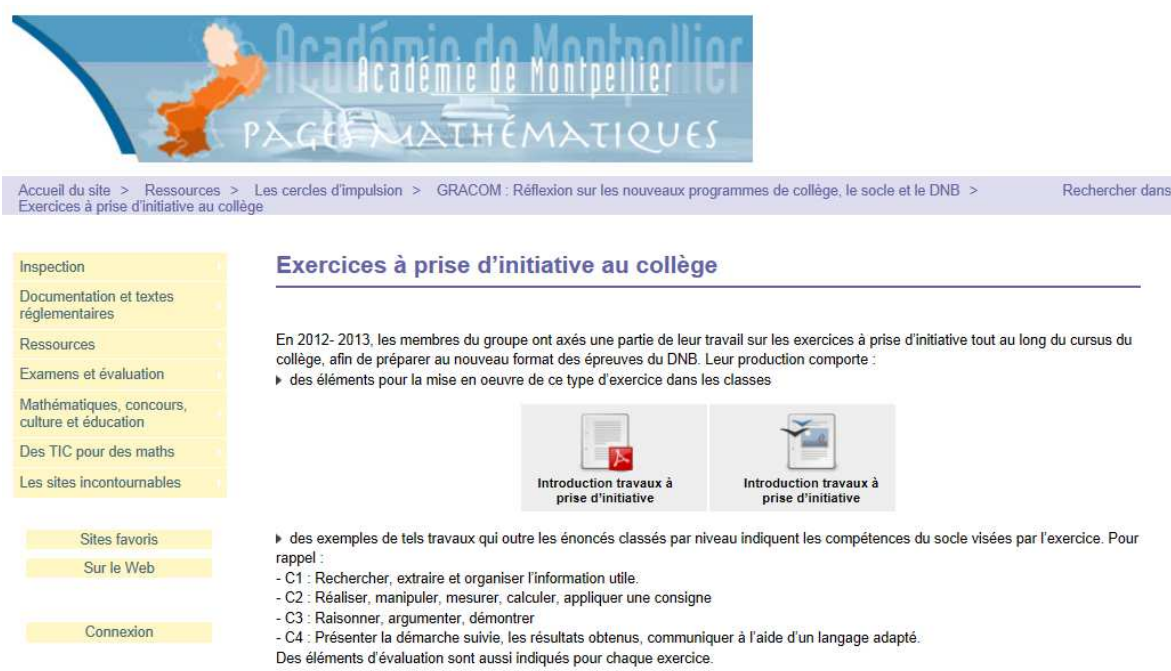 Académie de Montpellier
Académie de Montpellier
PAGES MATHÉMATIQUES
Accueil du site > Ressources > Les cercles d'impulsion > GRACOM : Réflexion sur les nouveaux programmes de collège, le socle et le DNB >
Exercices à prise d'initiative au collège
Rechercher dans
Inspection
Documentation et textes
réglementaires
Ressources
Examens et évaluation
Mathématiques, concours,
culture et éducation
Des TIC pour des maths
Les sites incontournables
Sites favoris
Sur le Web
Connexion
Exercices à prise d'initiative au collège
En 2012- 2013, les membres du groupe ont axés une partie de leur travail sur les exercices à prise d'initiative tout au long du cursus du
collège, afin de préparer au nouveau format des épreuves du DNB. Leur production comporte :
des éléments pour la mise en oeuvre de ce type d'exercice dans les classes
Introduction travaux à
prise d'initiative
Introduction travaux à
prise d'initiative
des exemples de tels travaux qui outre les énoncés classés par niveau indiquent les compétences du socle visées par l'exercice. Pour
rappel :
- C1 : Rechercher, extraire et organiser l'information utile.
- C2 : Réaliser, manipuler, mesurer, calculer, appliquer une consigne
- C3 : Raisonner, argumenter, démontrer
- C4 : Présenter la démarche suivie, les résultats obtenus, communiquer à l'aide d'un langage adapté.
Des éléments d'évaluation sont aussi indiqués pour chaque exercice.